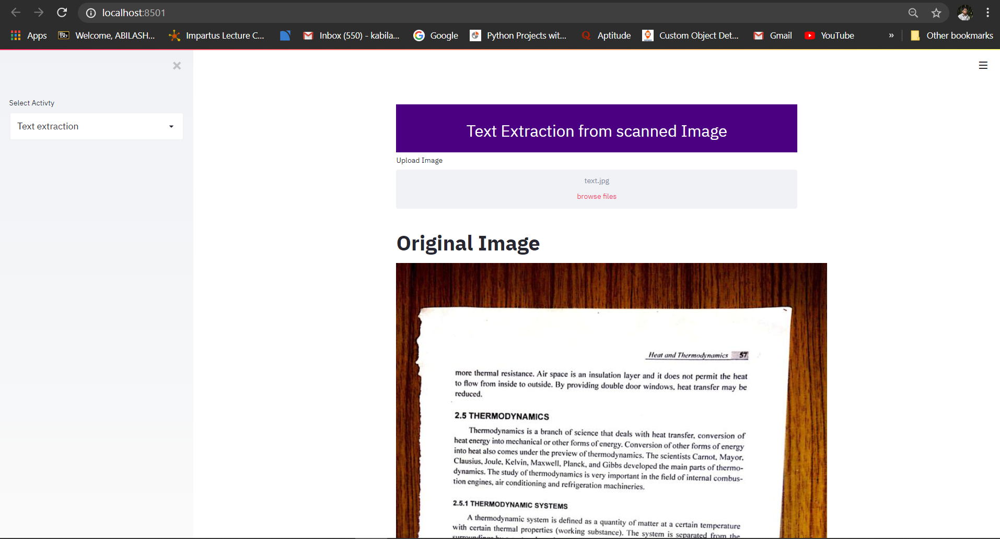 localhost:8501
Apps
Bb
Welcome, ABILASH...
Impartus Lecture C...
Inbox (550) - kabila...
Google
Python Projects wit...
Aptitude
Custom Object Det...
Gmail
YouTube
»
Other bookmarks
Select Activty
Text extraction
Text Extraction from scanned Image
Upload Image
text.jpg
browse files
Original Image
Heat and Thermodynamics 57
more thermal resistance. Air space is an insulation layer and it does not permit the heat
to flow from inside to outside. By providing double door windows, heat transfer may be
reduced.
2.5 THERMODYNAMICS
Thermodynamics is a branch of science that deals with heat transfer, conversion of
heat energy into mechanical or other forms of energy. Conversion of other forms of energy
into heat also comes under the preview of thermodynamics. The scientists Carnot, Mayor,
Clausius, Joule, Kelvin, Maxwell, Planck, and Gibbs developed the main parts of thermo-
dynamics. The study of thermodynamics is very important in the field of internal combus-
tion engines, air conditioning and refrigeration machineries.
2.5.1 THERMODYNAMIC SYSTEMS
A thermodynamic system is defined as a quantity of matter at a certain temperature
with certain thermal properties (working substance). The system is separated from the